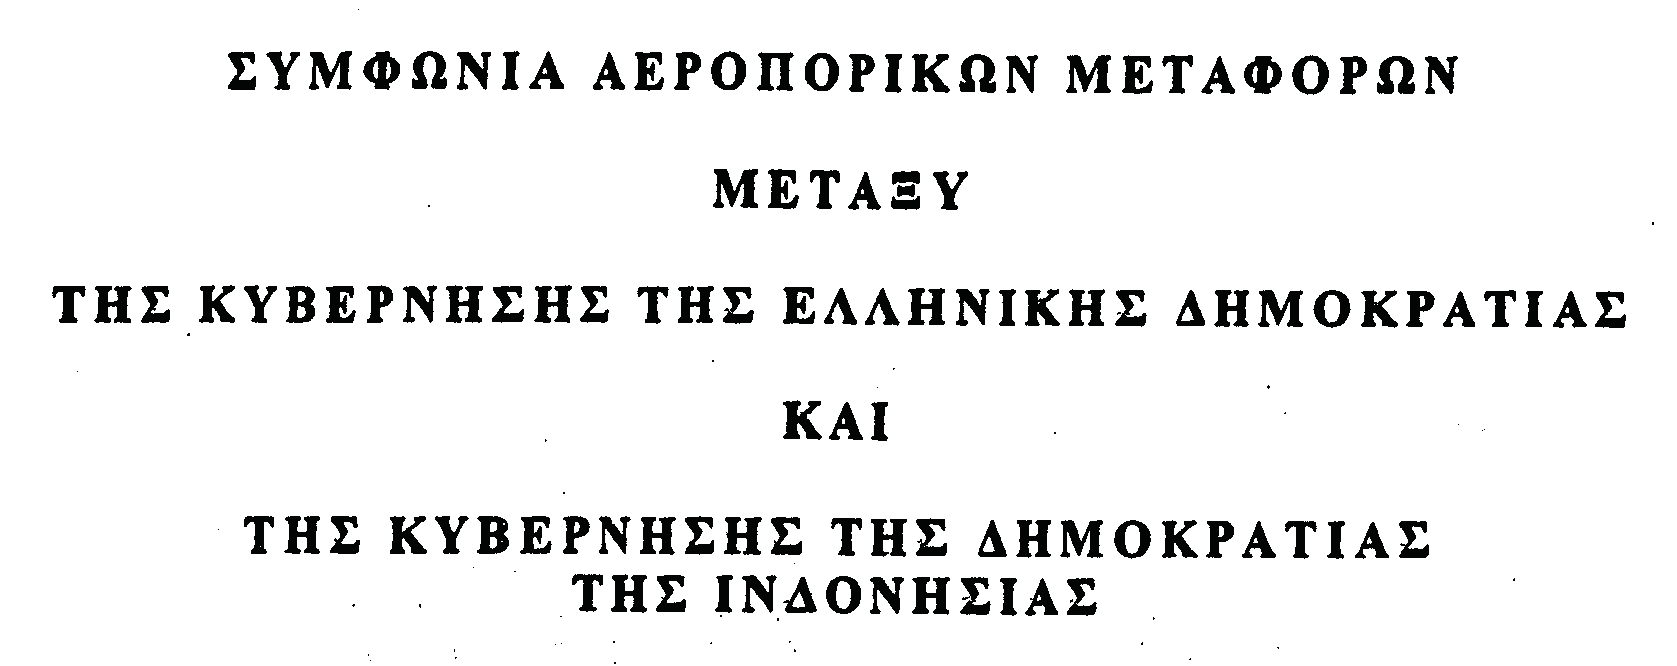 ΣΥΜΦΩΝΙΑ ΑΕΡΟΠΟΡΙΚΩΝ ΜΕΤΑΦΟΡΩΝ
ΜΕΤΑΞΥ
ΤΗΣ ΚΥΒΕΡΝΗΣΗΣ ΤΗΣ ΕΛΛΗΝΙΚΗΣ ΔΗΜΟΚΡΑΤΙΑΣ
ΚΑΙ
ΤΗΣ ΚΥΒΕΡΝΗΣΗΣ ΤΗΣ ΔΗΜΟΚΡΑΤΙΑΣ
ΤΗΣ ΙΝΔΟΝΗΣΙΑΣ